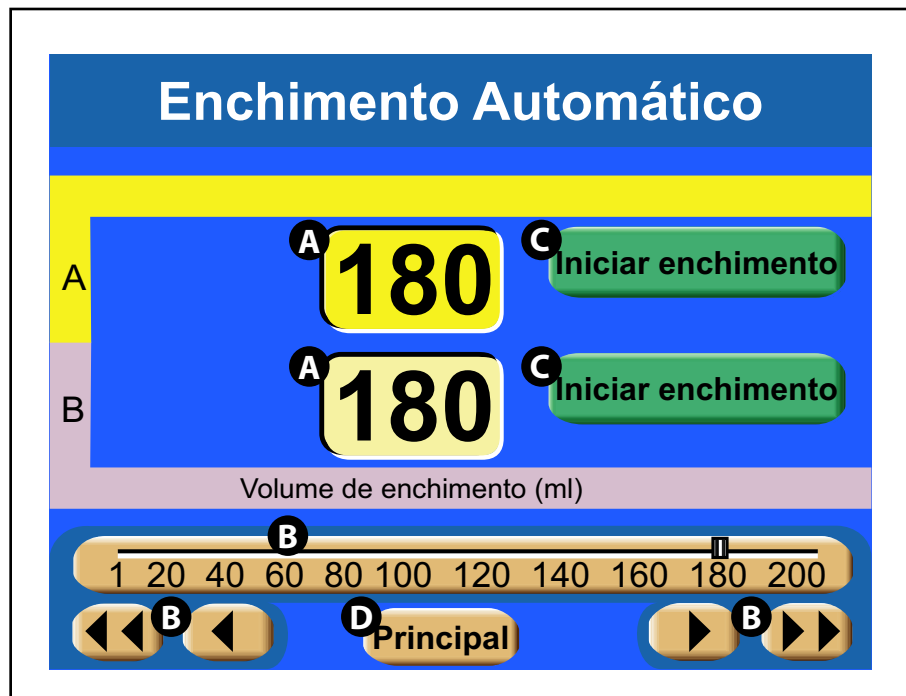 Enchimento Automático
A
A
180
C
Iniciar enchimento
B
A
180
C
Iniciar enchimento
Volume de enchimento (ml)
B
1 20 40 60 80 100 120 140 160 180 200
B
D
Principal
B